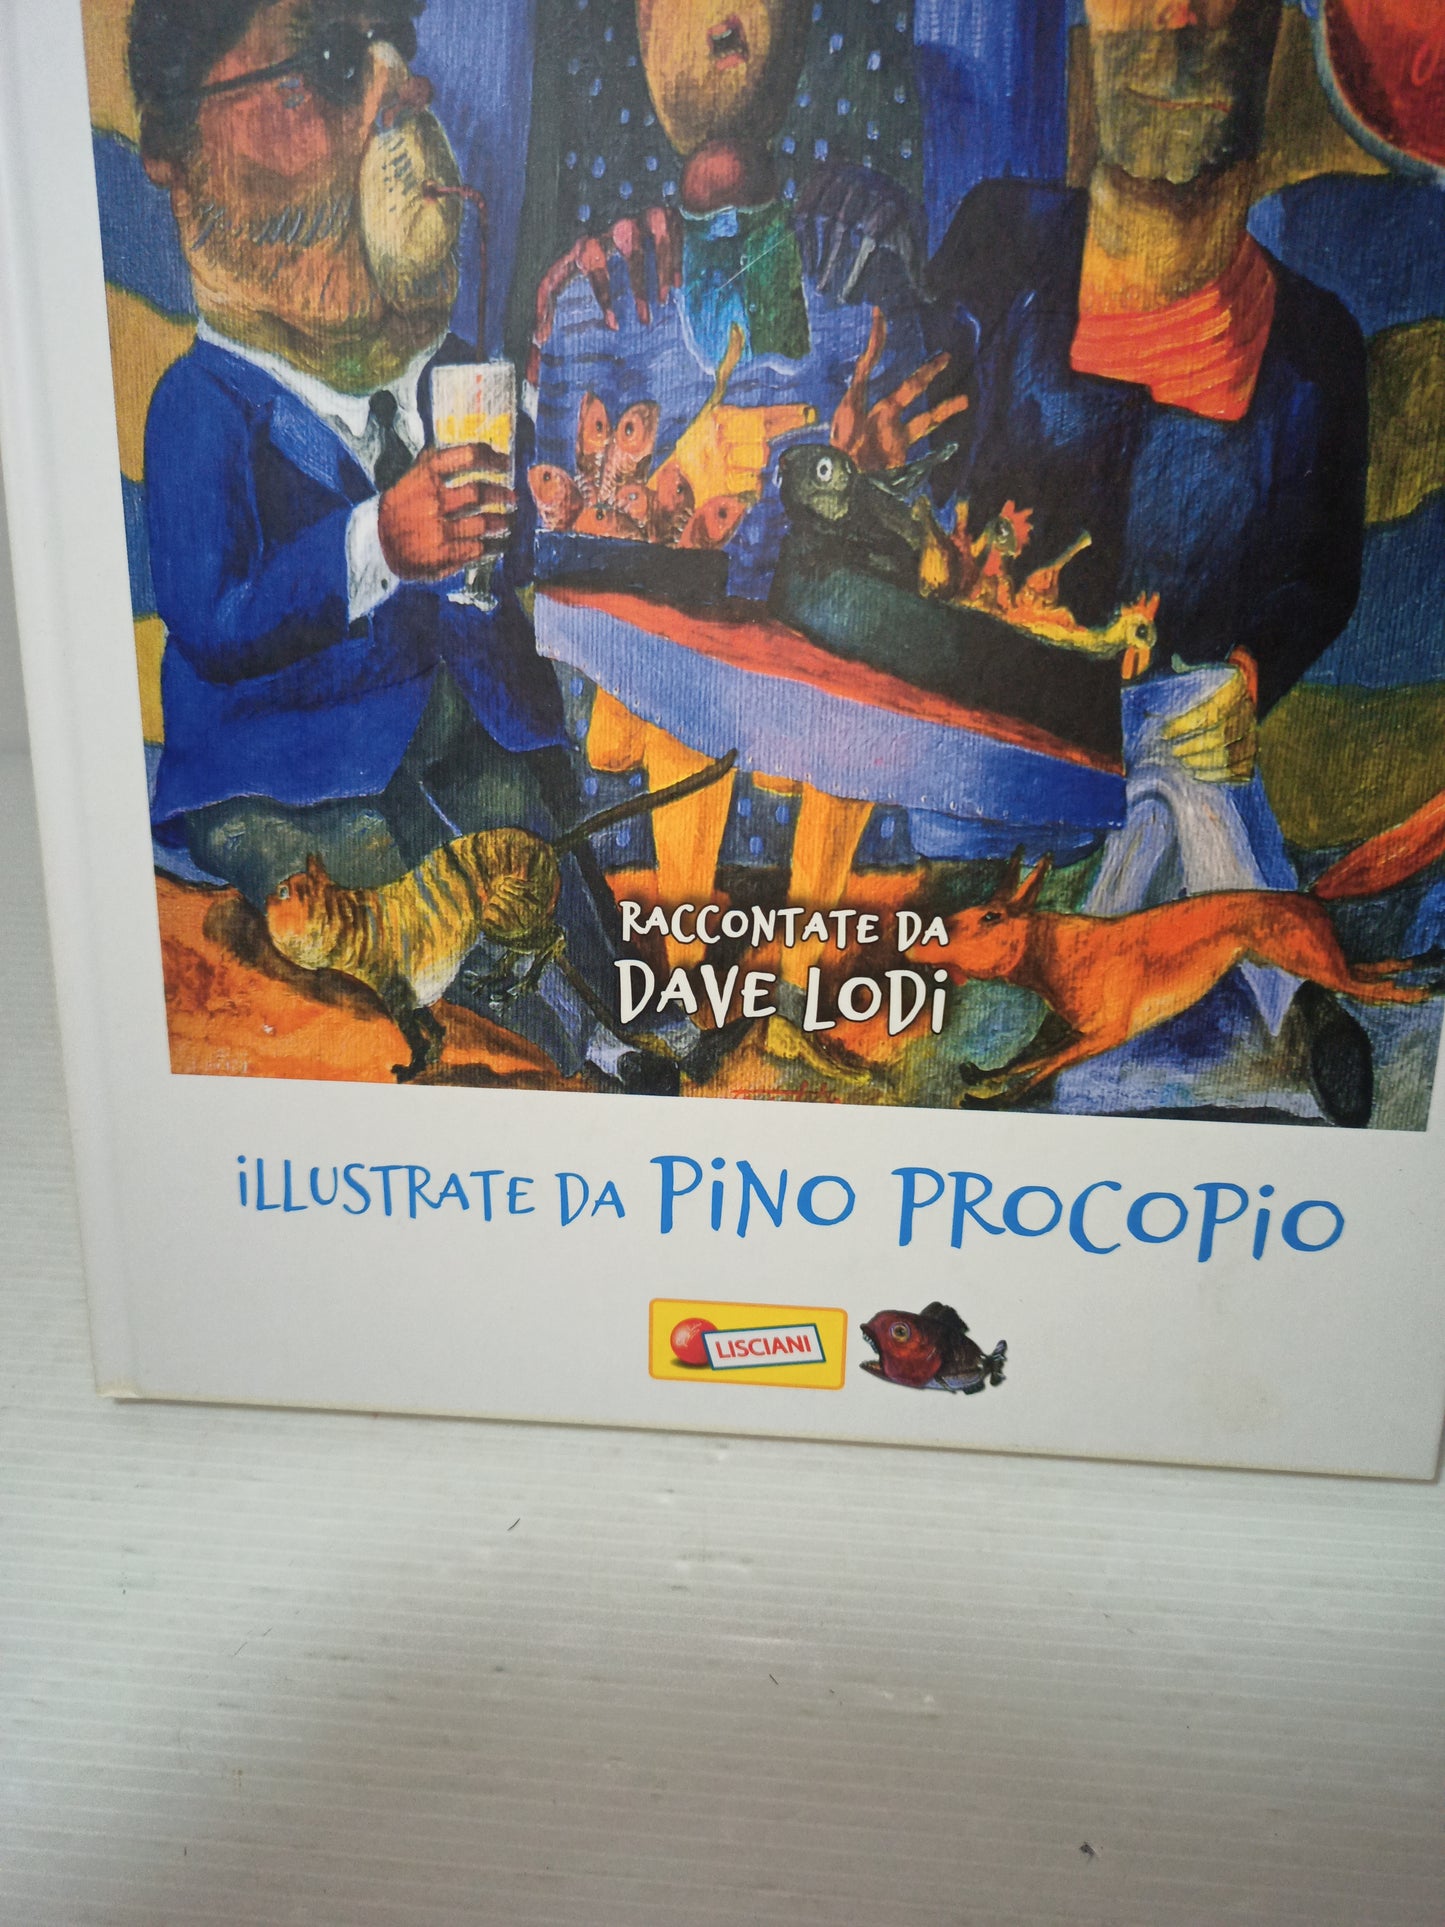 RACCONTATE DA
DAVE LODi
iLLUSTRATE DA PiNO PROCOPiO
LISCIANI